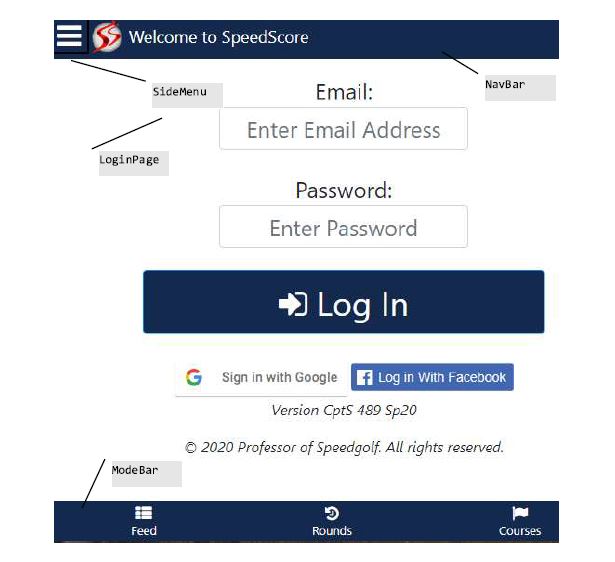 Welcome to SpeedScore
SideMenu
NavBar
Email:
Enter Email Address
LoginPage
Password:
Enter Password
Log In
Sign in with Google
Log in With Facebook
Version CptS 489 Sp20
© 2020 Professor of Speedgolf. All rights reserved.
ModeBar
Feed
Rounds
Courses